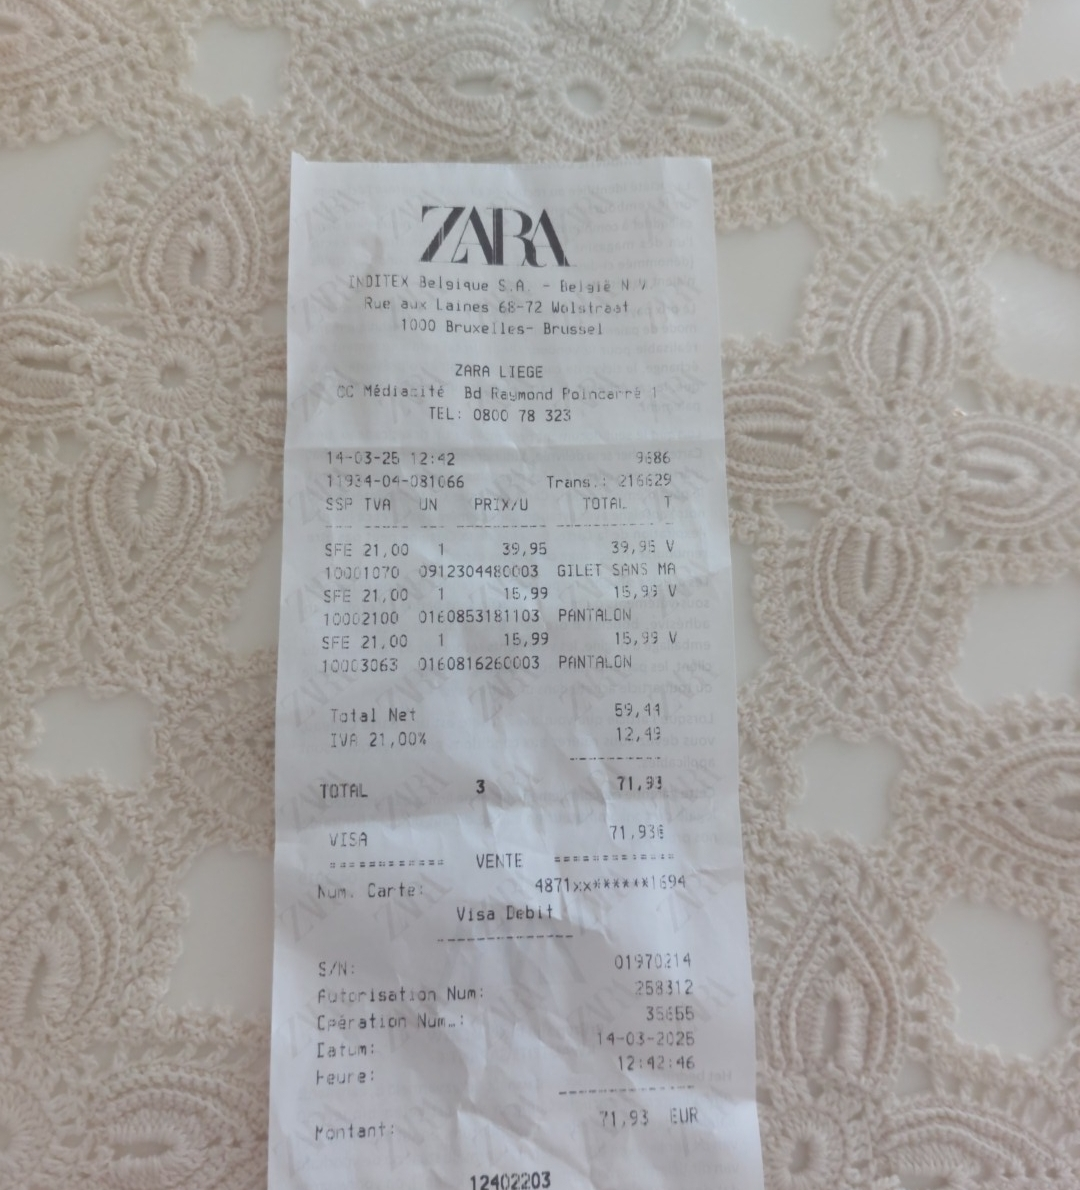 ZARA
INDITEX Belgique S.A. - België N.V.
Rue aux Laines 68-72 Wolstraat
1000 Bruxelles- Brussel
ZARA LIEGE
CC Médiacité Bd Raymond Poincarré 1
TEL: 0800 78 323
14-03-25 12:42 9686
11934-04-081066 Trans.: 216629
SSP TVA UN PRIX/U TOTAL T
SFE 21,00 1 39,95 39,95 V
10001070 0912304480003 GILET SANS MA
SFE 21,00 1 15,99 15,99 V
10002100 0160853181103 PANTALON
SFE 21,00 1 15,99 15,99 V
10003063 0160816260003 PANTALON
Total Net 59,44
IVA 21,00% 12,49
TOTAL 3 71,93
VISA 71,93€
============ VENTE =============
Num. Carte: 4871xx******1694
Visa Debit
S/N: 01970214
Autorisation Num: 258312
Opération Num.: 35655
Datum: 14-03-2025
Heure: 12:42:46
Montant: 71,93 EUR
12402203